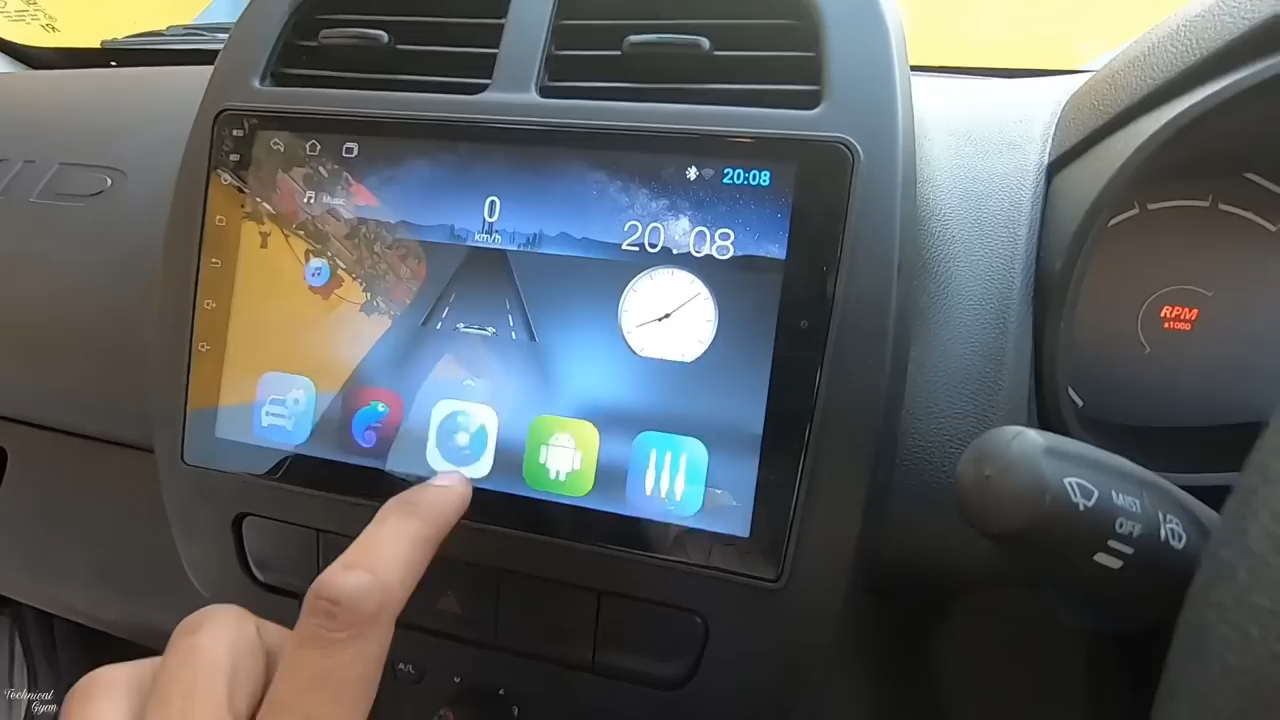 20:08
Music
0
km/h
20:08
RPM
x1000
MIST
OFF
A/C
Technical
Gyan